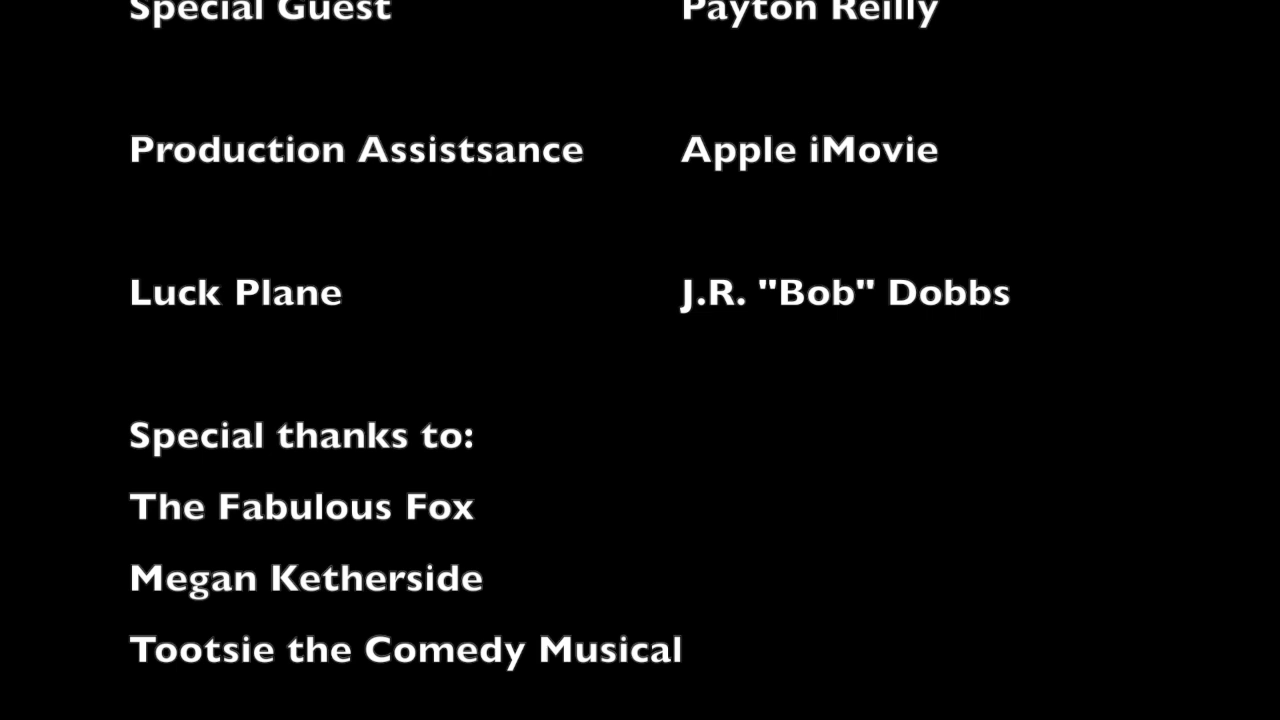 Special Guest Payton Reilly
Production Assistsance Apple iMovie
Luck Plane J.R. "Bob" Dobbs
Special thanks to:
The Fabulous Fox
Megan Ketherside
Tootsie the Comedy Musical